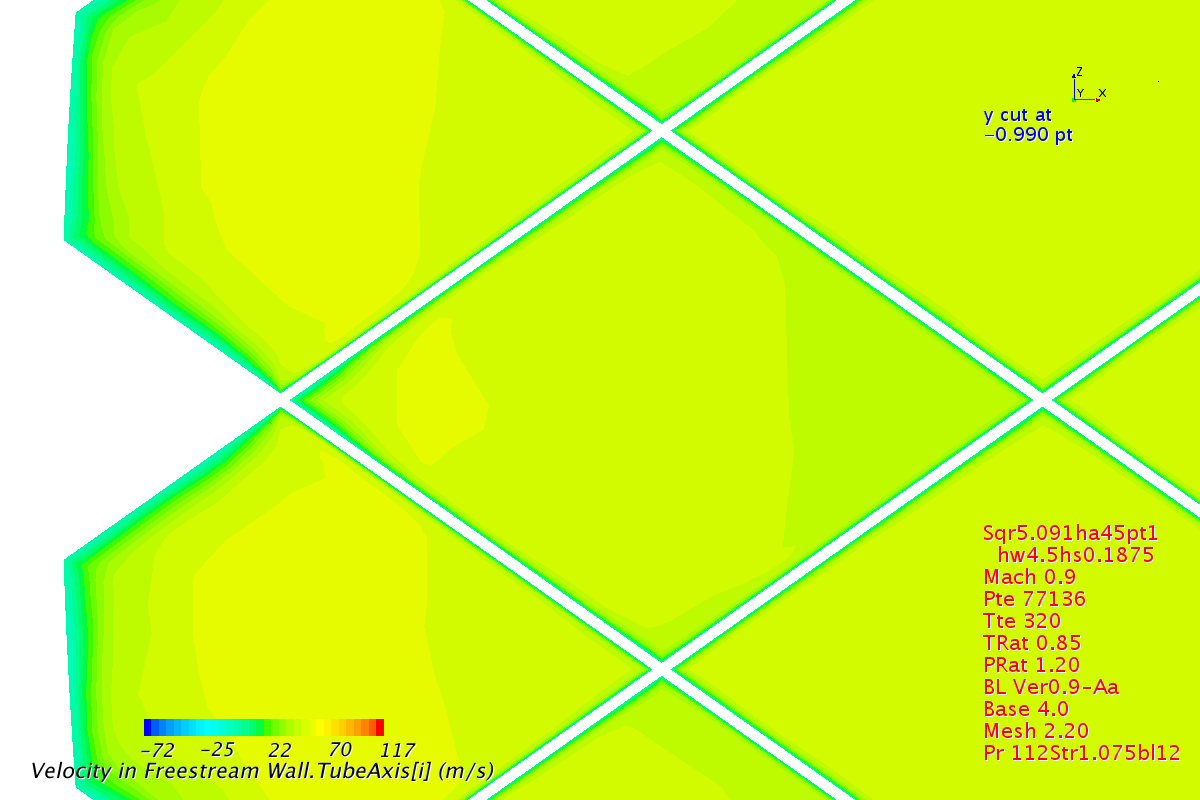 Z
Y X
y cut at
−0.990 pt
Sqr5.091ha45pt1
hw4.5hs0.1875
Mach 0.9
Pte 77136
Tte 320
TRat 0.85
PRat 1.20
BL Ver0.9−Aa
Base 4.0
Mesh 2.20
Pr 112Str1.075bl12
−72 −25 22 70 117
Velocity in Freestream Wall.TubeAxis[i] (m/s)